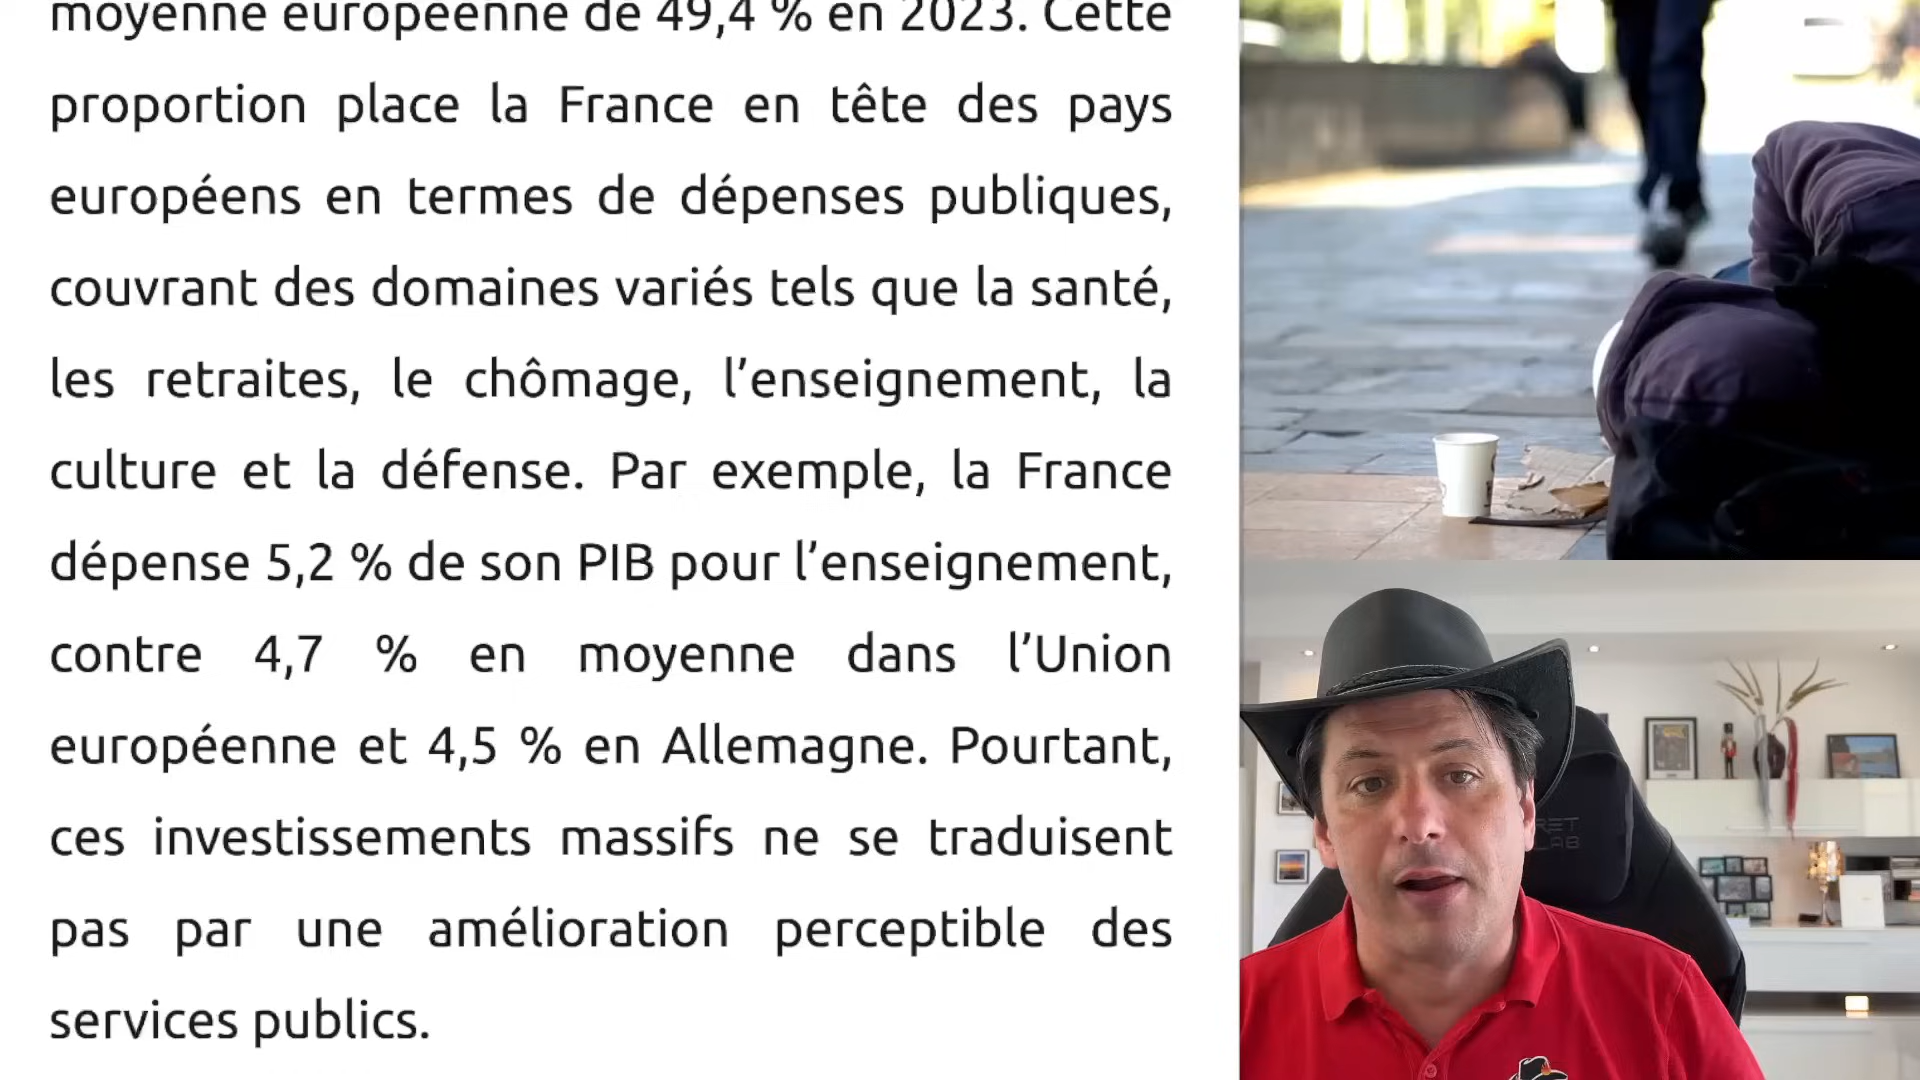 moyenne européenne de 49,4 % en 2023. Cette
proportion place la France en tête des pays
européens en termes de dépenses publiques,
couvrant des domaines variés tels que la santé,
les retraites, le chômage, l’enseignement, la
culture et la défense. Par exemple, la France
dépense 5,2 % de son PIB pour l’enseignement,
contre 4,7 % en moyenne dans l’Union
européenne et 4,5 % en Allemagne. Pourtant,
ces investissements massifs ne se traduisent
pas par une amélioration perceptible des
services publics.
RET
LAB